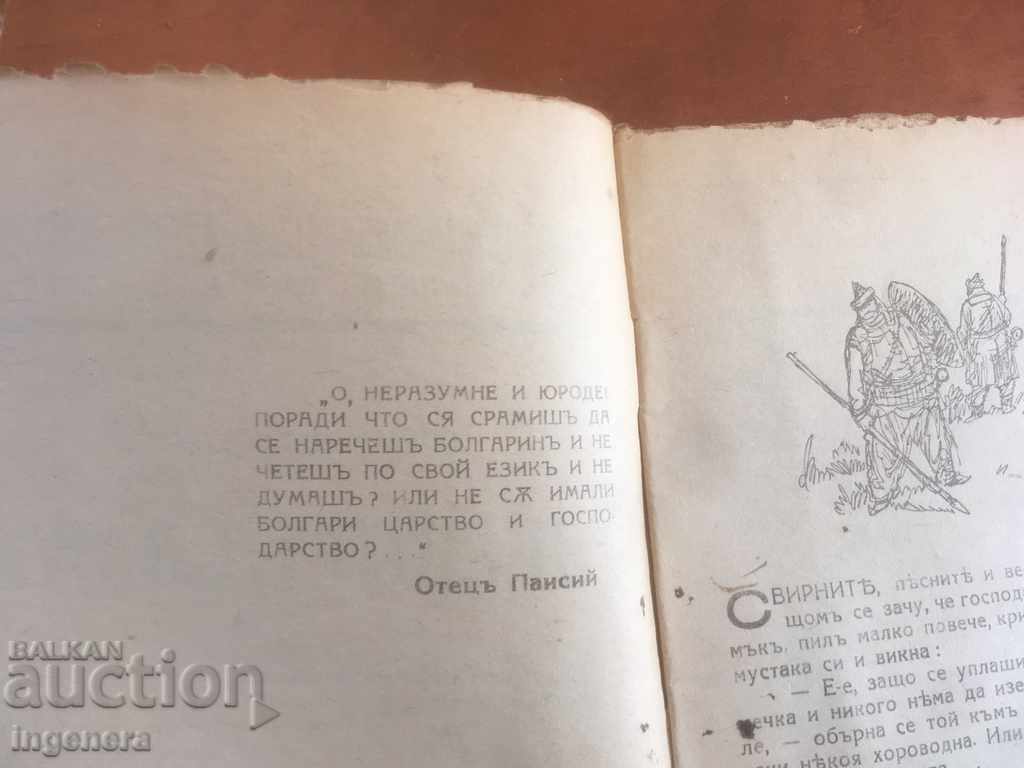 „О, НЕРАЗУМНЕ И ЮРОДЕ!
ПОРАДИ ЧТО СЯ СРАМИШЪ ДА
СЕ НАРЕЧЕШЪ БОЛГАРИНЪ И НЕ
ЧЕТЕШЪ ПО СВОЙ ЕЗИКЪ И НЕ
ДУМАШЪ? ИЛИ НЕ СѪ ИМАЛИ
БОЛГАРИ ЦАРСТВО И ГОСПО-
ДАРСТВО?..."
Отецъ Паисий
СВИРНИТѢ, пѣснитѣ и ве
щомъ се зачу, че господ
мъкъ, пилъ малко повече, кри
мустака си и викна:
— Е-е, защо се уплаши
ечка и никого нѣма да изе
ле, — обърна се той къмъ
нѣкоя хороводна. Или
BALKAN
auction
ingenera